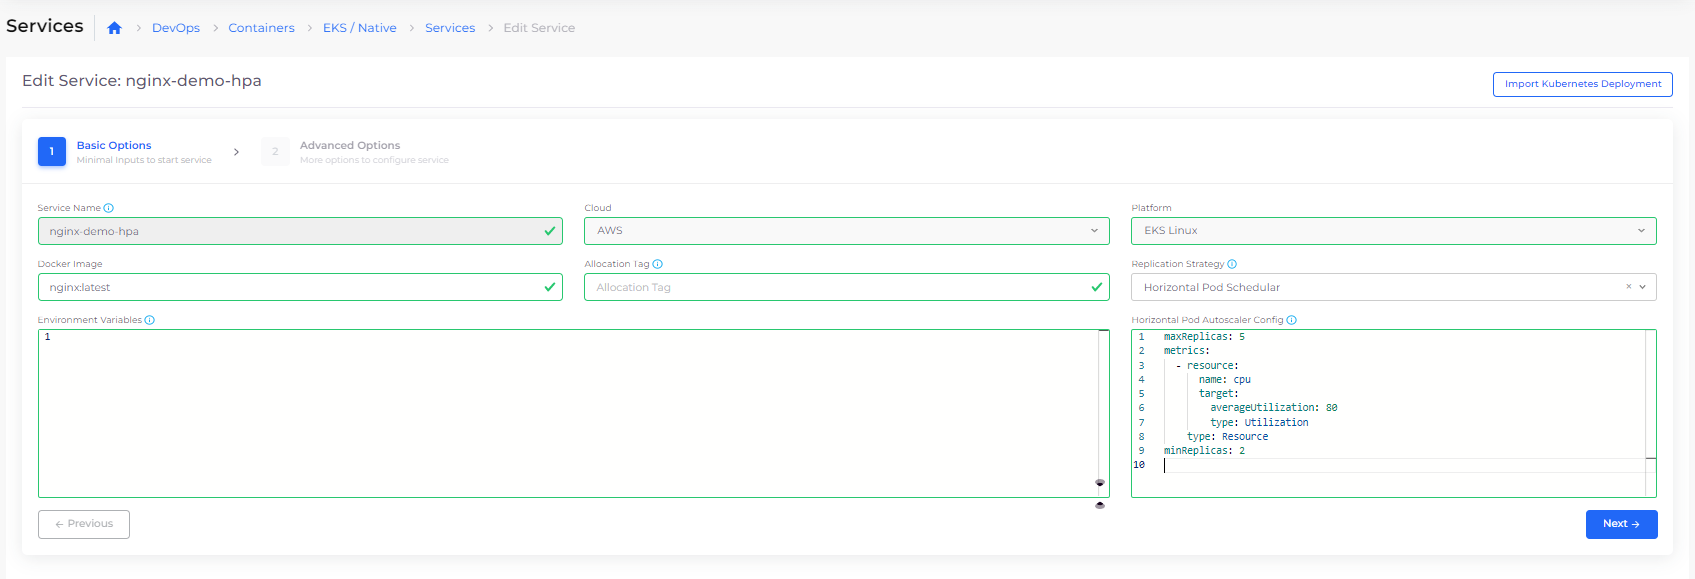 Services DevOps Containers EKS / Native Services Edit Service
Edit Service: nginx-demo-hpa
Import Kubernetes Deployment
1 Basic Options
Minimal Inputs to start service
2 Advanced Options
More options to configure service
Service Name
nginx-demo-hpa
Cloud
AWS
Platform
EKS Linux
Docker Image
nginx:latest
Allocation Tag
Allocation Tag
Replication Strategy
Horizontal Pod Schedular
Environment Variables
1
Horizontal Pod Autoscaler Config
1 maxReplicas: 5
2 metrics:
3 - resource:
4 name: cpu
5 target:
6 averageUtilization: 80
7 type: Utilization
8 type: Resource
9 minReplicas: 2
10
← Previous
Next →